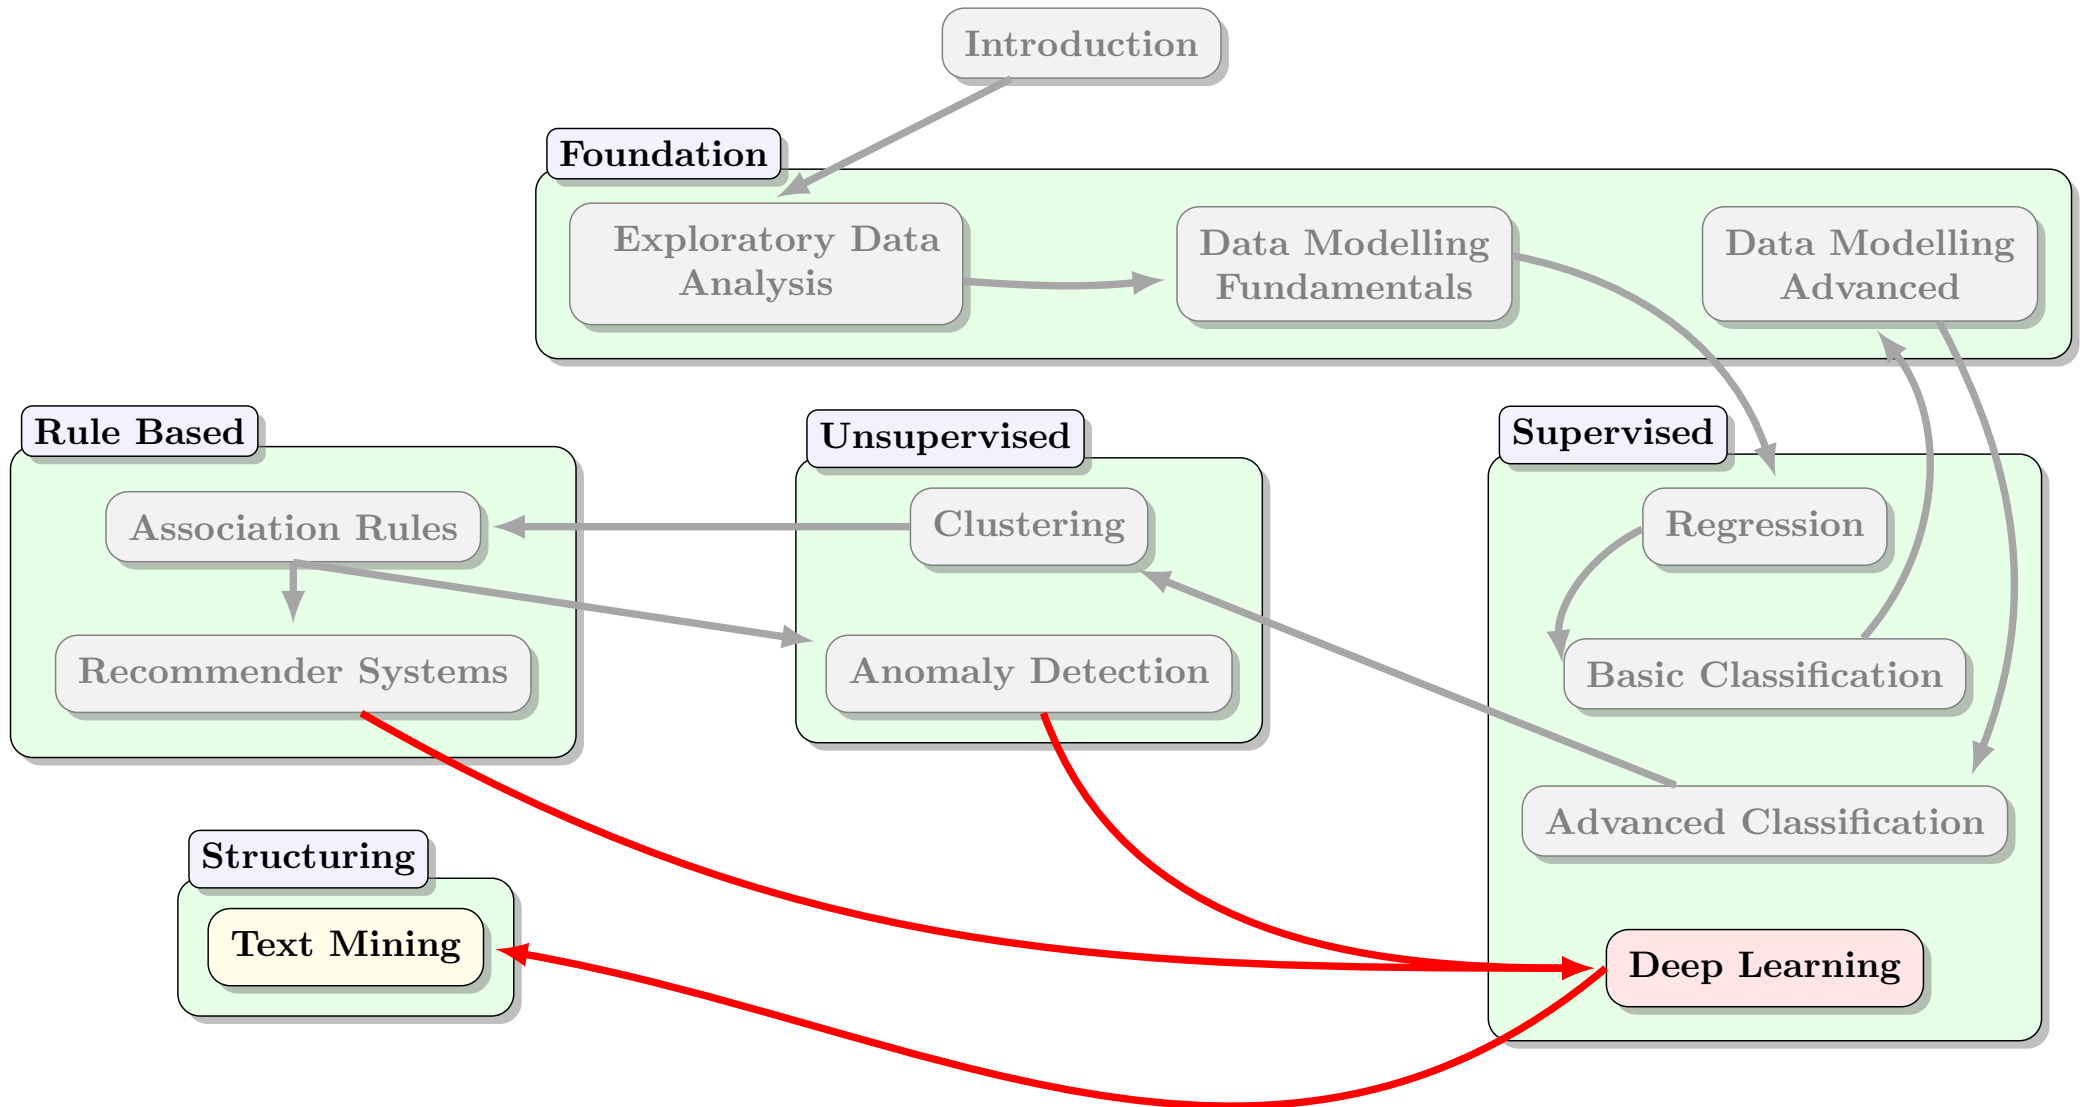 Introduction
Foundation
Exploratory Data
Analysis
Data Modelling
Fundamentals
Data Modelling
Advanced
Rule Based
Association Rules
Recommender Systems
Unsupervised
Clustering
Anomaly Detection
Supervised
Regression
Basic Classification
Advanced Classification
Deep Learning
Structuring
Text Mining